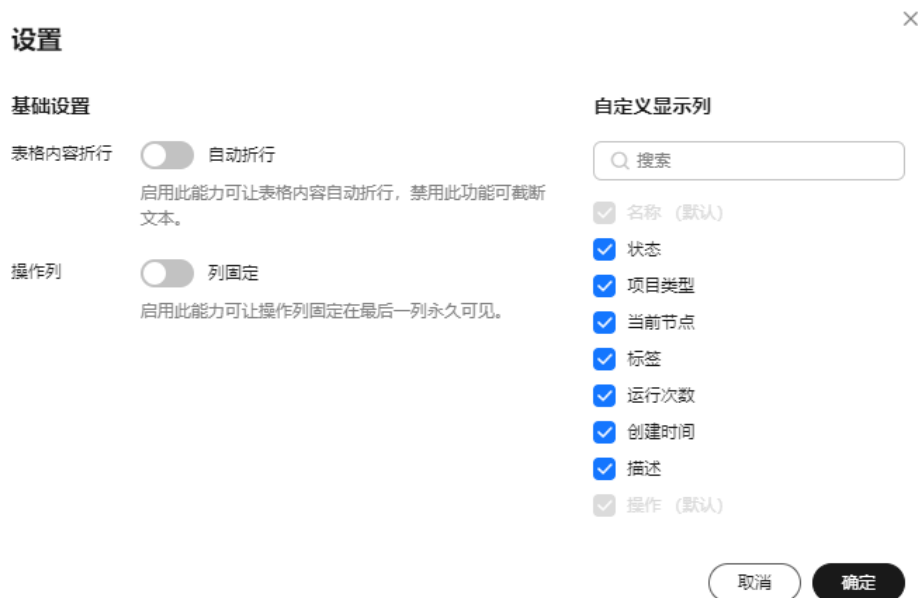 设置
基础设置
表格内容折行
自动折行
启用此能力可让表格内容自动折行，禁用此功能可截断
文本。
操作列
列固定
启用此能力可让操作列固定在最后一列永久可见。
自定义显示列
搜索
名称 (默认)
状态
项目类型
当前节点
标签
运行次数
创建时间
描述
操作 (默认)
取消
确定